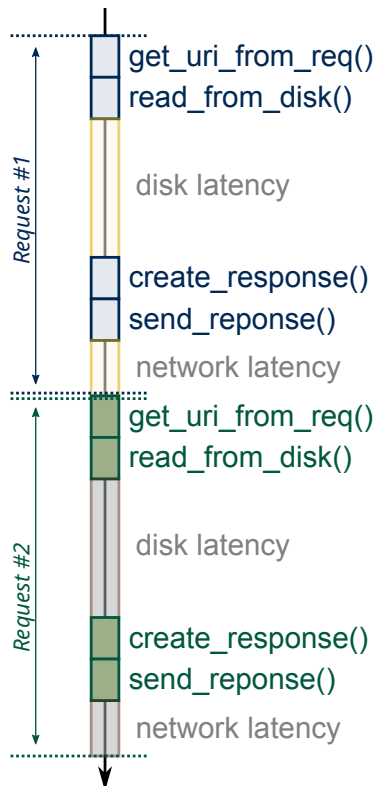 Request #1
get_uri_from_req()
read_from_disk()
disk latency
create_response()
send_reponse()
network latency
Request #2
get_uri_from_req()
read_from_disk()
disk latency
create_response()
send_reponse()
network latency